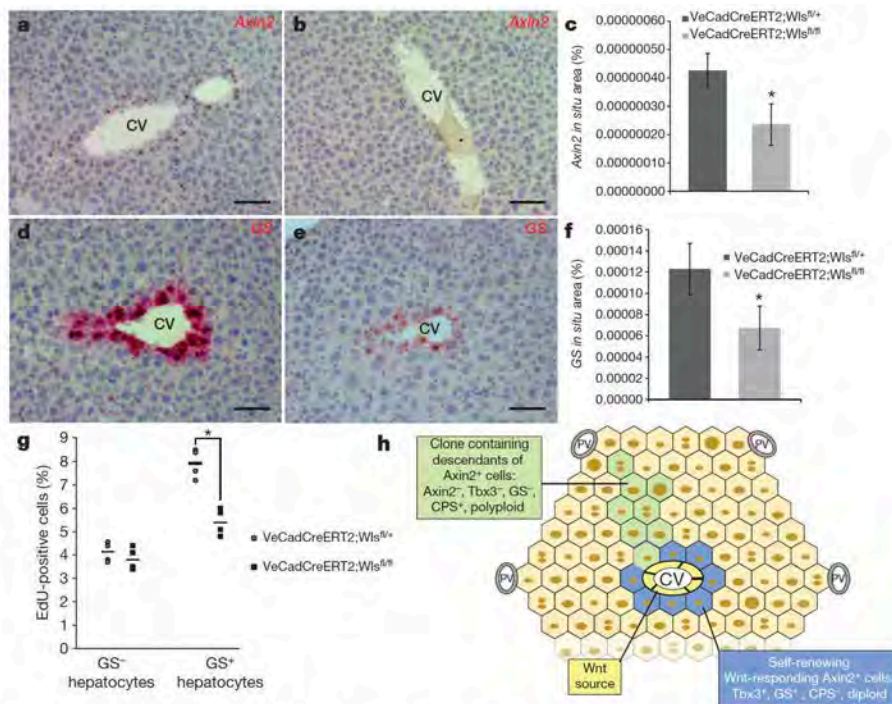 a
Axin2
CV
b
Axin2
CV
c
VeCadCreERT2;Wls^fl/+
VeCadCreERT2;Wls^fl/fl
Axin2 in situ area (%)
0.00000060
0.00000050
0.00000040
0.00000030
0.00000020
0.00000010
0.00000000
*
d
GS
CV
e
GS
CV
f
VeCadCreERT2;Wls^fl/+
VeCadCreERT2;Wls^fl/fl
GS in situ area (%)
0.00016
0.00014
0.00012
0.00010
0.00008
0.00006
0.00004
0.00002
0.00000
*
g
EdU-positive cells (%)
9
8
7
6
5
4
3
2
1
0
*
VeCadCreERT2;Wls^fl/+
VeCadCreERT2;Wls^fl/fl
GS⁻
hepatocytes
GS⁺
hepatocytes
h
Clone containing
descendants of
Axin2⁺ cells:
Axin2⁻, Tbx3⁻, GS⁻,
CPS⁺, polyploid
PV
PV
PV
PV
CV
Wnt
source
Self-renewing
Wnt-responding Axin2⁺ cells:
Tbx3⁺, GS⁺, CPS⁻, diploid